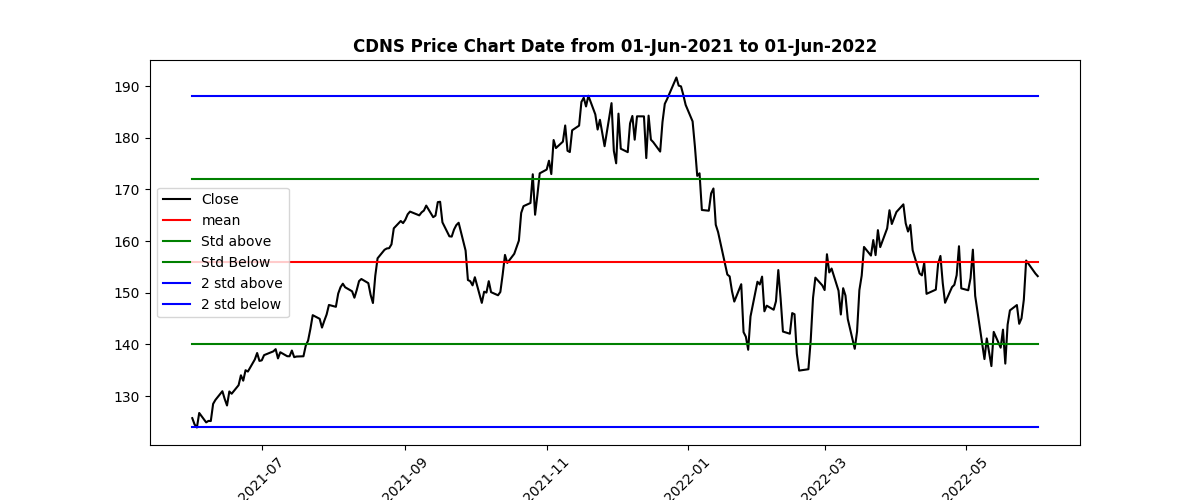 CDNS Price Chart Date from 01-Jun-2021 to 01-Jun-2022
190
180
170
160
150
140
130
Close
mean
Std above
Std Below
2 std above
2 std below
2021-07
2021-09
2021-11
2022-01
2022-03
2022-05